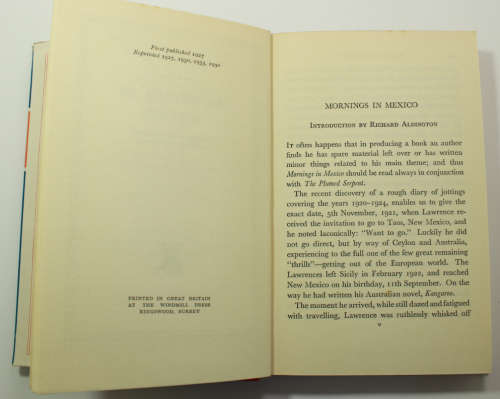 First published 1927
Reprinted 1927, 1930, 1933, 1950
PRINTED IN GREAT BRITAIN
AT THE WINDMILL PRESS
KINGSWOOD, SURREY
MORNINGS IN MEXICO
INTRODUCTION BY RICHARD ALDINGTON
IT often happens that in producing a book an author
finds he has spare material left over or has written
minor things related to his main theme; and thus
Mornings in Mexico should be read always in conjunction
with The Plumed Serpent.
The recent discovery of a rough diary of jottings
covering the years 1920–1924, enables us to give the
exact date, 5th November, 1921, when Lawrence re-
ceived the invitation to go to Taos, New Mexico, and
he noted laconically: "Want to go." Luckily he did
not go direct, but by way of Ceylon and Australia,
experiencing to the full one of the few great remaining
"thrills"—getting out of the European world. The
Lawrences left Sicily in February 1922, and reached
New Mexico on his birthday, 11th September. On the
way he had written his Australian novel, Kangaroo.
The moment he arrived, while still dazed and fatigued
with travelling, Lawrence was ruthlessly whisked off
v